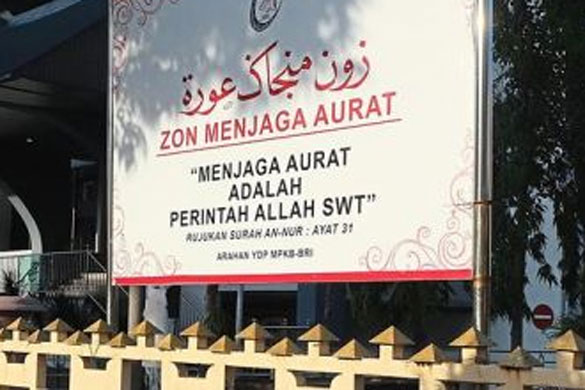 زون منجاݢ عورة
ZON MENJAGA AURAT
"MENJAGA AURAT
ADALAH
PERINTAH ALLAH SWT"
RUJUKAN SURAH AN-NUR : AYAT 31
ARAHAN YDP MPKB-BRI